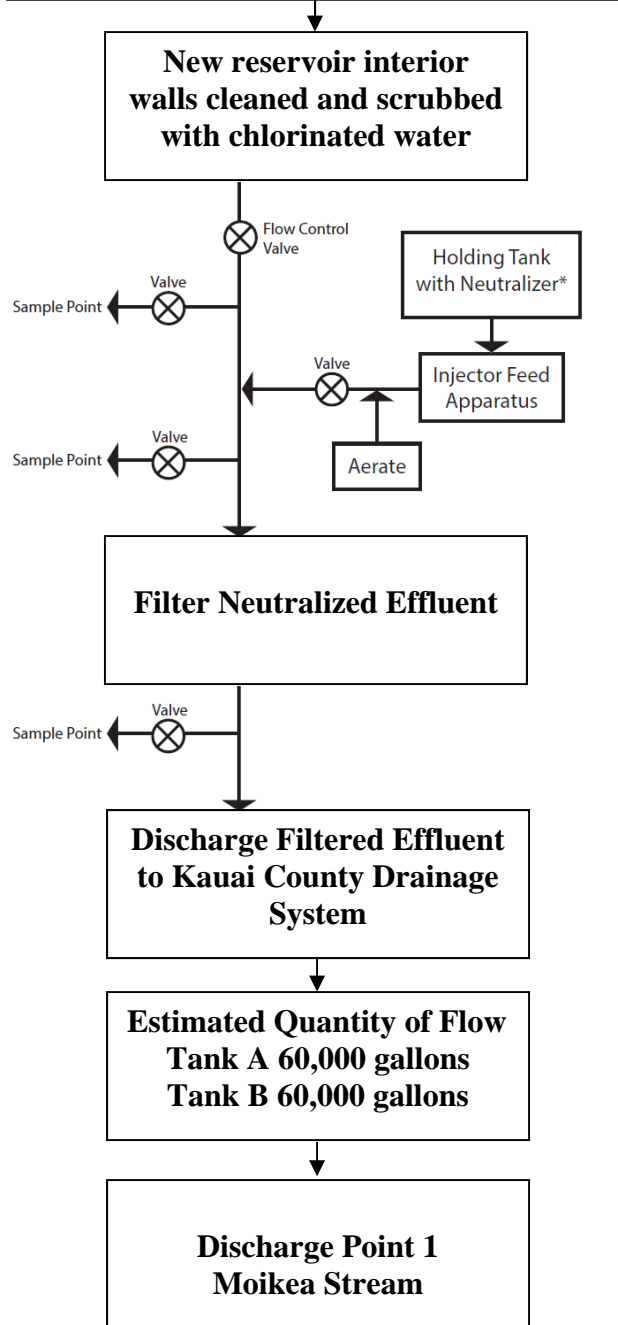 New reservoir interior
walls cleaned and scrubbed
with chlorinated water
Flow Control
Valve
Holding Tank
with Neutralizer*
Valve
Sample Point
Valve
Injector Feed
Apparatus
Valve
Sample Point
Aerate
Filter Neutralized Effluent
Valve
Sample Point
Discharge Filtered Effluent
to Kauai County Drainage
System
Estimated Quantity of Flow
Tank A 60,000 gallons
Tank B 60,000 gallons
Discharge Point 1
Moikea Stream